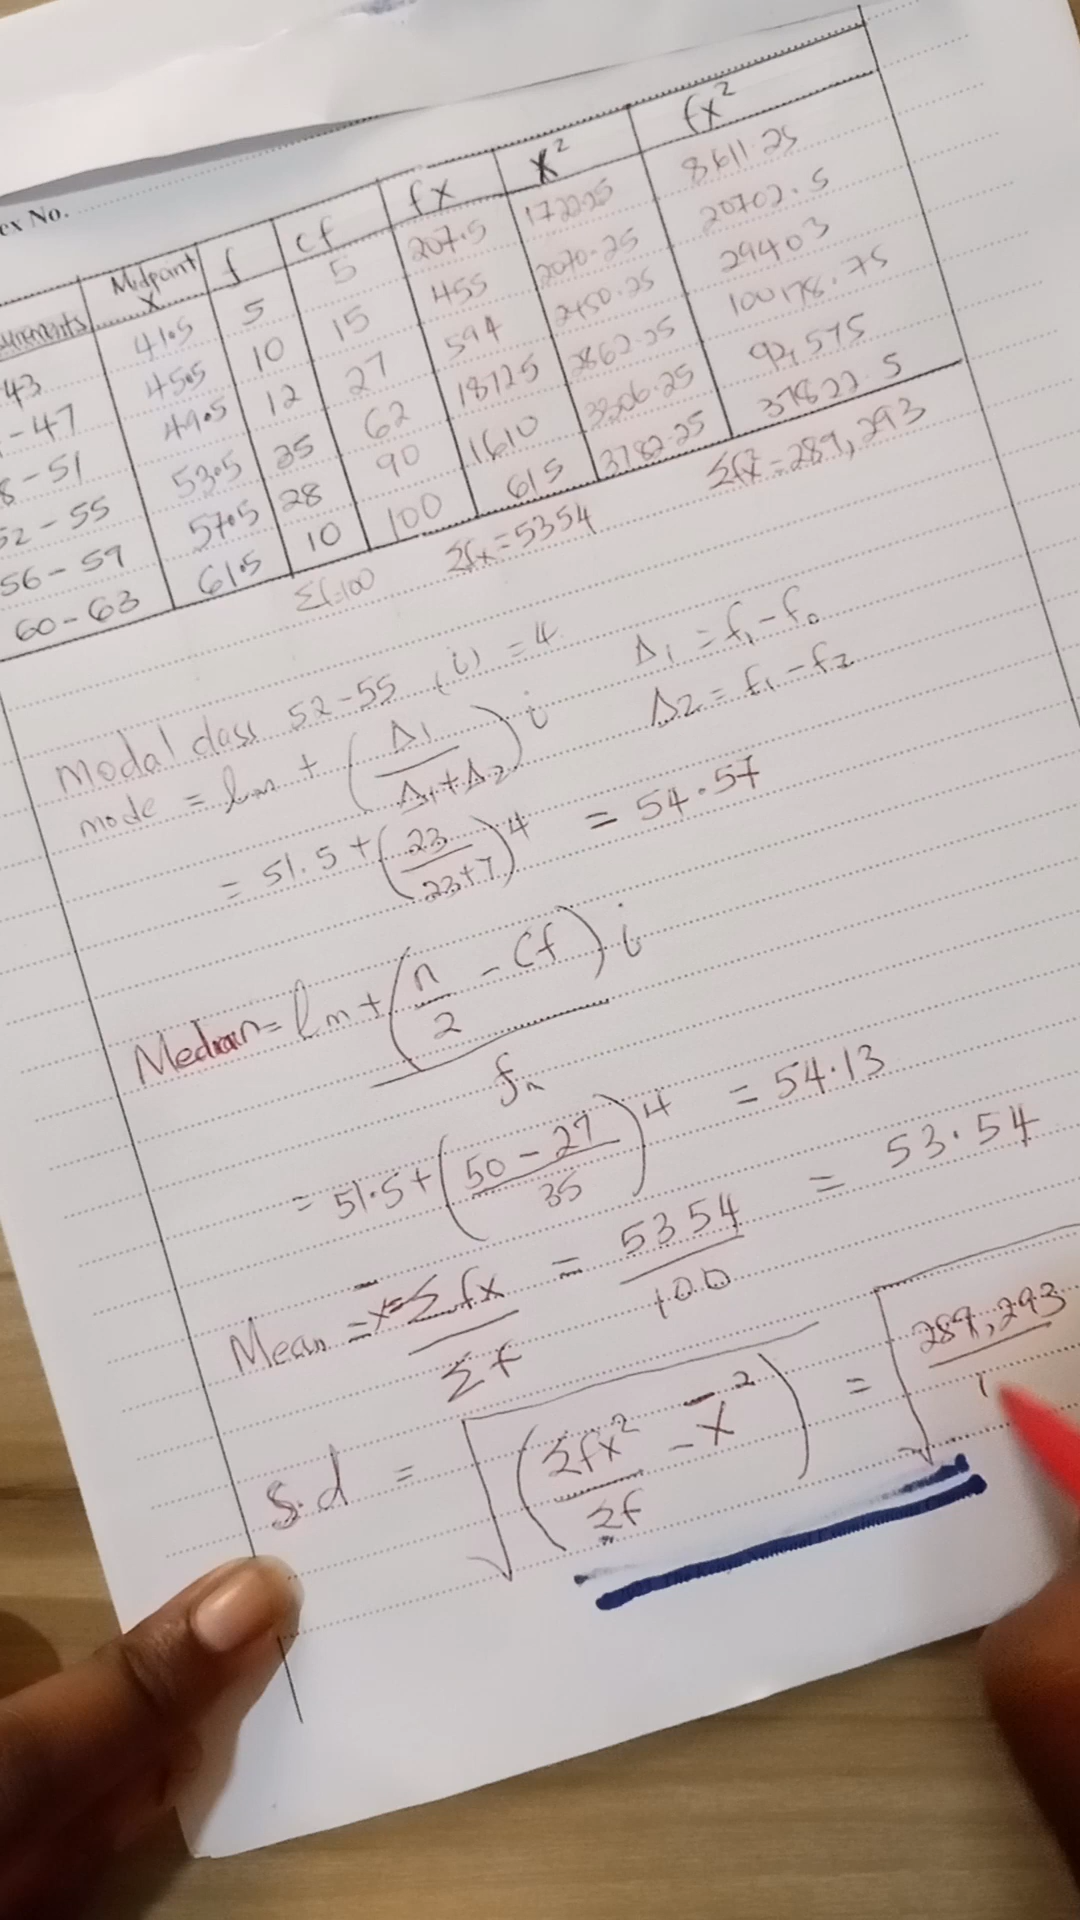 ex No.
urements Midpoint x f cf fx x² fx²
43 41.5 5 5 207.5 1722.25 8611.25
-47 45.5 10 15 455 2070.25 20702.5
8-51 49.5 12 27 594 2450.25 29403
52-55 53.5 35 62 1872.5 2862.25 100178.75
56-59 57.5 28 90 1610 3306.25 92,575
60-63 61.5 10 100 615 3782.25 37822.5
Σf=100 Σfx=5354 Σfx²=289,293
modal class 52-55, (i) = 4 Δ₁ = f₁-f₀
mode = lm + (Δ₁/(Δ₁+Δ₂)) i Δ2 = f₁-f₂
= 51.5+(23/(23+7))4 = 54.57
Median = lm+(n/2 - Cf)i
fn
= 51.5+((50-27)/35)4 = 54.13
Mean = x̄=Σfx/Σf = 5354/100 = 53.54
S.d = √(Σfx²/Σf - x̄²) = √289,293